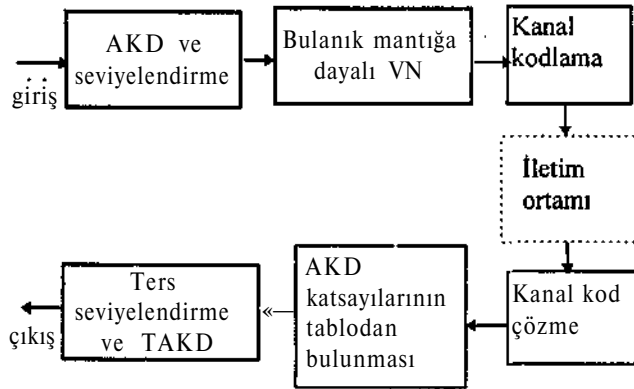 giriş
AKD ve
seviyelendirme
Bulanık mantığa
dayalı VN
Kanal
kodlama
İletim
ortamı
Kanal kod
çözme
AKD
katsayılarının
tablodan
bulunması
Ters
seviyelendirme
ve TAKD
çıkış